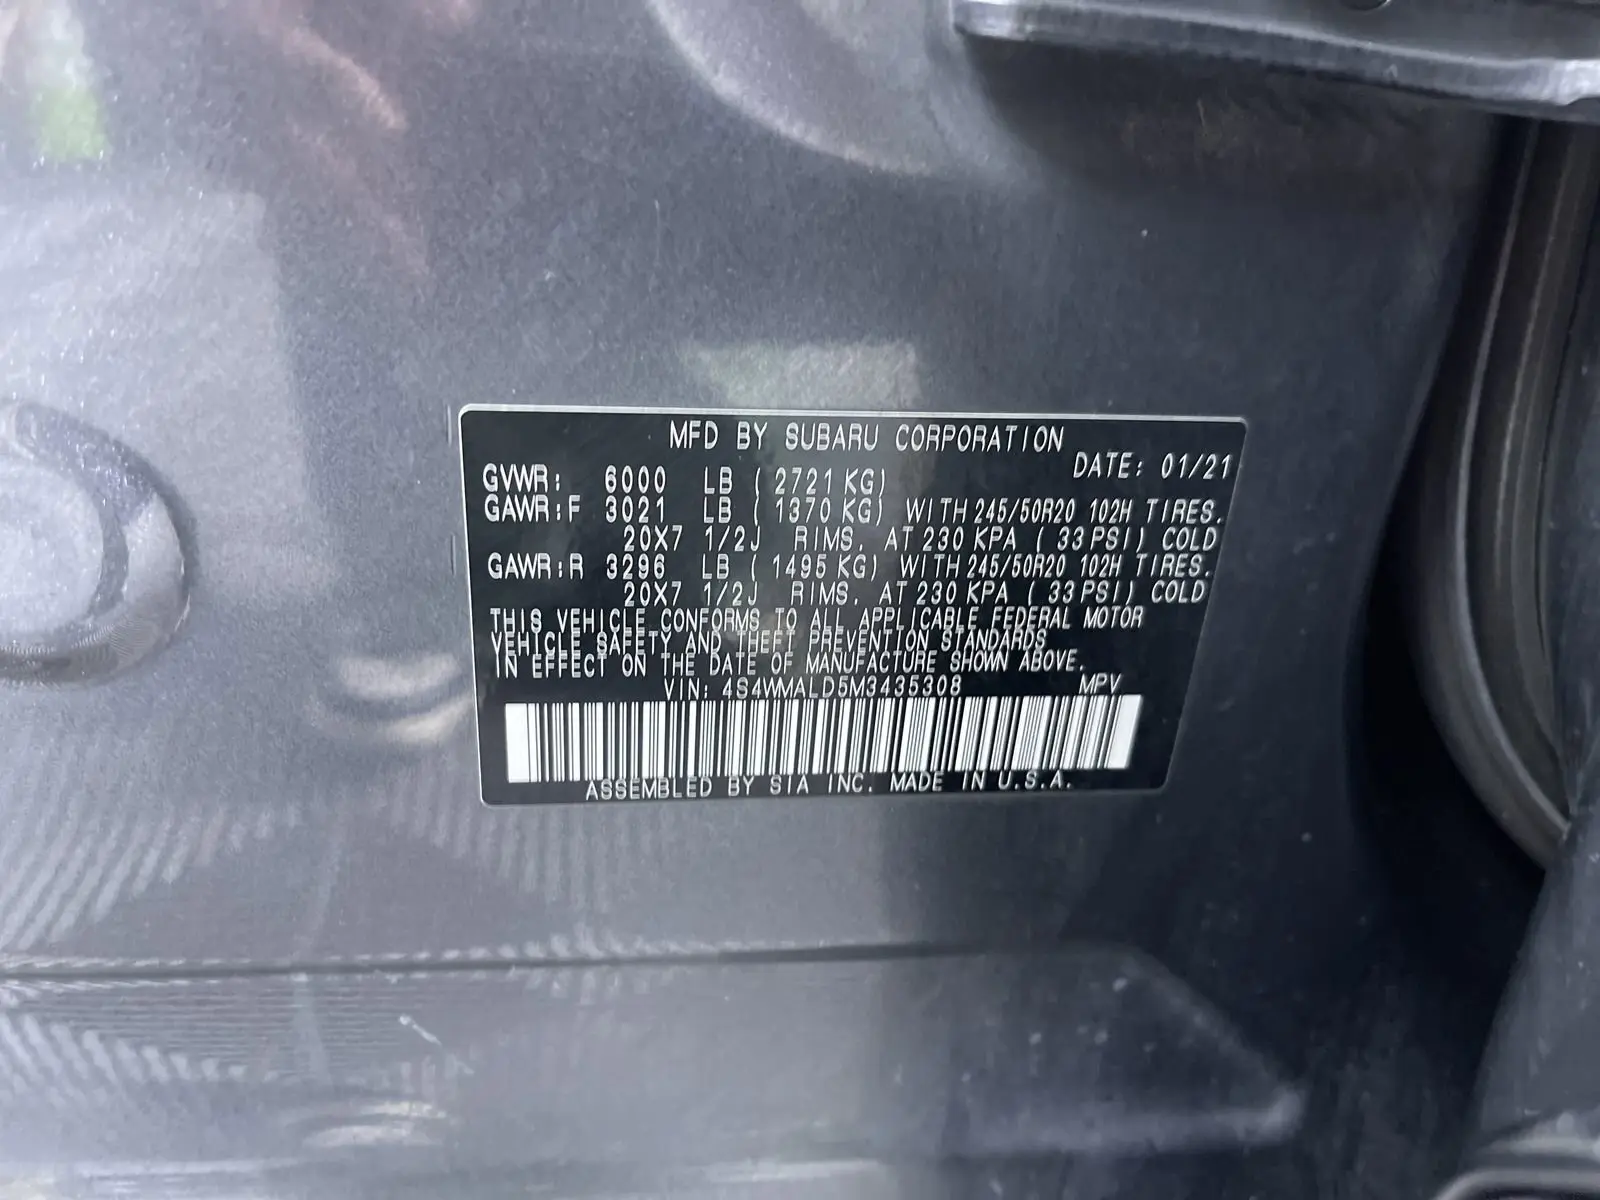 MFD BY SUBARU CORPORATION
DATE: 01/21
GVWR: 6000 LB ( 2721 KG)
GAWR:F 3021 LB ( 1370 KG) WITH 245/50R20 102H TIRES.
20X7 1/2J RIMS. AT 230 KPA ( 33 PSI) COLD
GAWR:R 3296 LB ( 1495 KG) WITH 245/50R20 102H TIRES.
20X7 1/2J RIMS. AT 230 KPA ( 33 PSI) COLD
THIS VEHICLE CONFORMS TO ALL APPLICABLE FEDERAL MOTOR
VEHICLE SAFETY AND THEFT PREVENTION STANDARDS
IN EFFECT ON THE DATE OF MANUFACTURE SHOWN ABOVE.
VIN: 4S4WMALD5M3435308 MPV
ASSEMBLED BY SIA INC. MADE IN U.S.A.